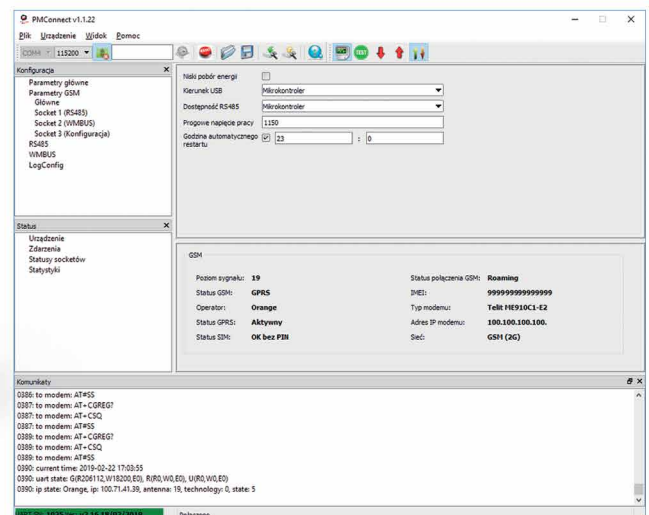 PMConnect v1.1.22
Plik Urządzenie Widok Pomoc
COM4 115200
Konfiguracja
Parametry główne
Parametry GSM
Główne
Socket 1 (RS485)
Socket 2 (WMBUS)
Socket 3 (Konfiguracja)
RS485
WMBUS
LogConfig
Niski pobór energii
Kierunek USB Mikrokontroler
Dostępność RS485 Mikrokontroler
Progowe napięcie pracy 1150
Godzina automatycznego restartu 23 : 0
Status
Urządzenie
Zdarzenia
Statusy socketów
Statystyki
GSM
Poziom sygnału: 19 Status połączenia GSM: Roaming
Status GSM: GPRS IMEI: 999999999999999
Operator: Orange Typ modemu: Telit ME910C1-E2
Status GPRS: Aktywny Adres IP modemu: 100.100.100.100.
Status SIM: OK bez PIN Sieć: GSM (2G)
Komunikaty
0386: to modem: AT#SS
0387: to modem: AT+CGREG?
0387: to modem: AT+CSQ
0387: to modem: AT#SS
0389: to modem: AT+CGREG?
0389: to modem: AT+CSQ
0389: to modem: AT#SS
0390: current time: 2019-02-22 17:03:55
0390: uart state: G(R206112,W18200,E0), R(R0,W0,E0), U(R0,W0,E0)
0390: ip state: Orange, ip: 100.71.41.39, antenna: 19, technology: 0, state: 5